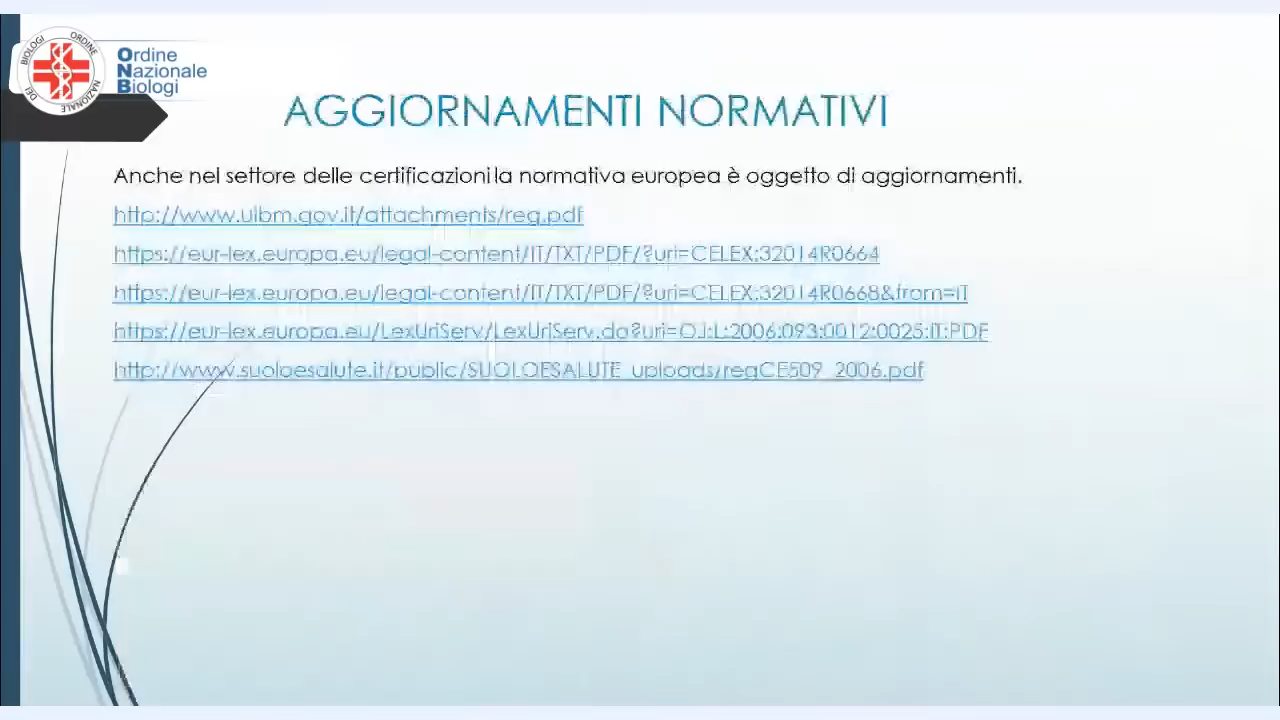 ORDINE NAZIONALE DEI BIOLOGI
Ordine
Nazionale
Biologi
AGGIORNAMENTI NORMATIVI
Anche nel settore delle certificazioni la normativa europea è oggetto di aggiornamenti.
http://www.uibm.gov.it/attachments/reg.pdf
https://eur-lex.europa.eu/legal-content/IT/TXT/PDF/?uri=CELEX:32014R0664
https://eur-lex.europa.eu/legal-content/IT/TXT/PDF/?uri=CELEX:32014R0668&from=IT
https://eur-lex.europa.eu/LexUriServ/LexUriServ.do?uri=OJ:L:2006:093:0012:0025:IT:PDF
http://www.suoloesalute.it/public/SUOLOESALUTE_uploads/regCE509_2006.pdf